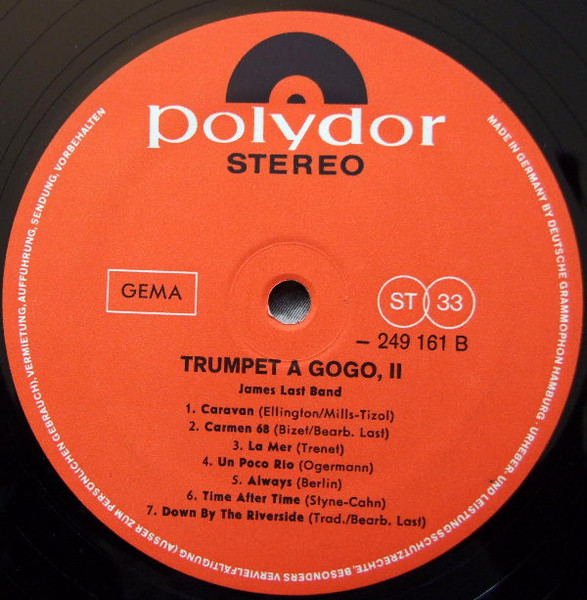 polydor
STEREO
GEMA
ST 33
– 249 161 B
TRUMPET A GOGO, II
James Last Band
1. Caravan (Ellington/Mills-Tizol)
2. Carmen 68 (Bizet/Bearb. Last)
3. La Mer (Trenet)
4. Un Poco Rio (Ogermann)
5. Always (Berlin)
6. Time After Time (Styne-Cahn)
7. Down By The Riverside (Trad./Bearb. Last)
MADE IN GERMANY BY DEUTSCHE GRAMMOPHON HAMBURG · URHEBER- UND LEISTUNGSSCHUTZRECHTE, BESONDERS VERVIELFÄLTIGUNG (AUSSER ZUM PERSÖNLICHEN GEBRAUCH), VERMIETUNG, AUFFÜHRUNG, SENDUNG, VORBEHALTEN